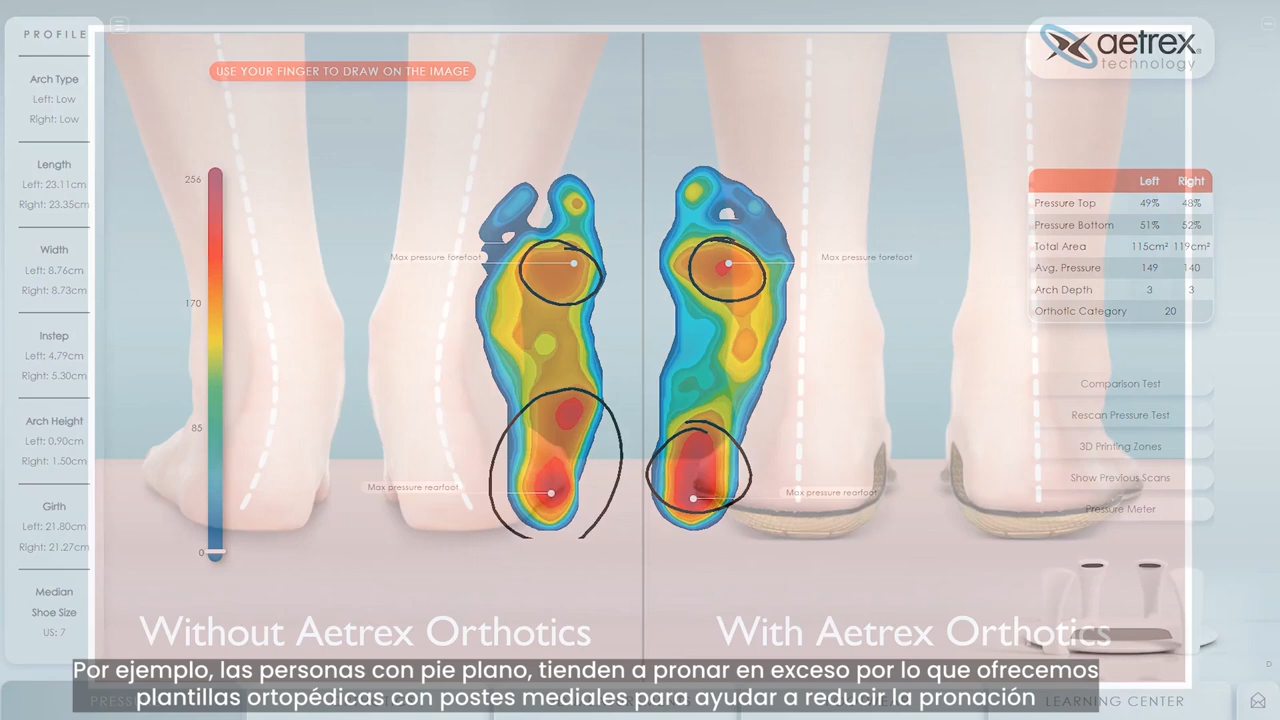 PROFILE
Arch Type
Left: Low
Right: Low
Length
Left: 23.11cm
Right: 23.35cm
Width
Left: 8.76cm
Right: 8.73cm
Instep
Left: 4.79cm
Right: 5.30cm
Arch Height
Left: 0.90cm
Right: 1.50cm
Girth
Left: 21.80cm
Right: 21.27cm
Median
Shoe Size
US: 7
USE YOUR FINGER TO DRAW ON THE IMAGE
256
170
85
0
Max pressure forefoot
Max pressure forefoot
Max pressure rearfoot
Max pressure rearfoot
aetrex
technology
Left Right
Pressure Top 49% 48%
Pressure Bottom 51% 52%
Total Area 115cm² 119cm²
Avg. Pressure 149 140
Arch Depth 3 3
Orthotic Category 20
Comparison Test
Rescan Pressure Test
3D Printing Zones
Show Previous Scans
Pressure Meter
Without Aetrex Orthotics
With Aetrex Orthotics
Por ejemplo, las personas con pie plano, tienden a pronar en exceso por lo que ofrecemos
plantillas ortopédicas con postes mediales para ayudar a reducir la pronación
LEARNING CENTER